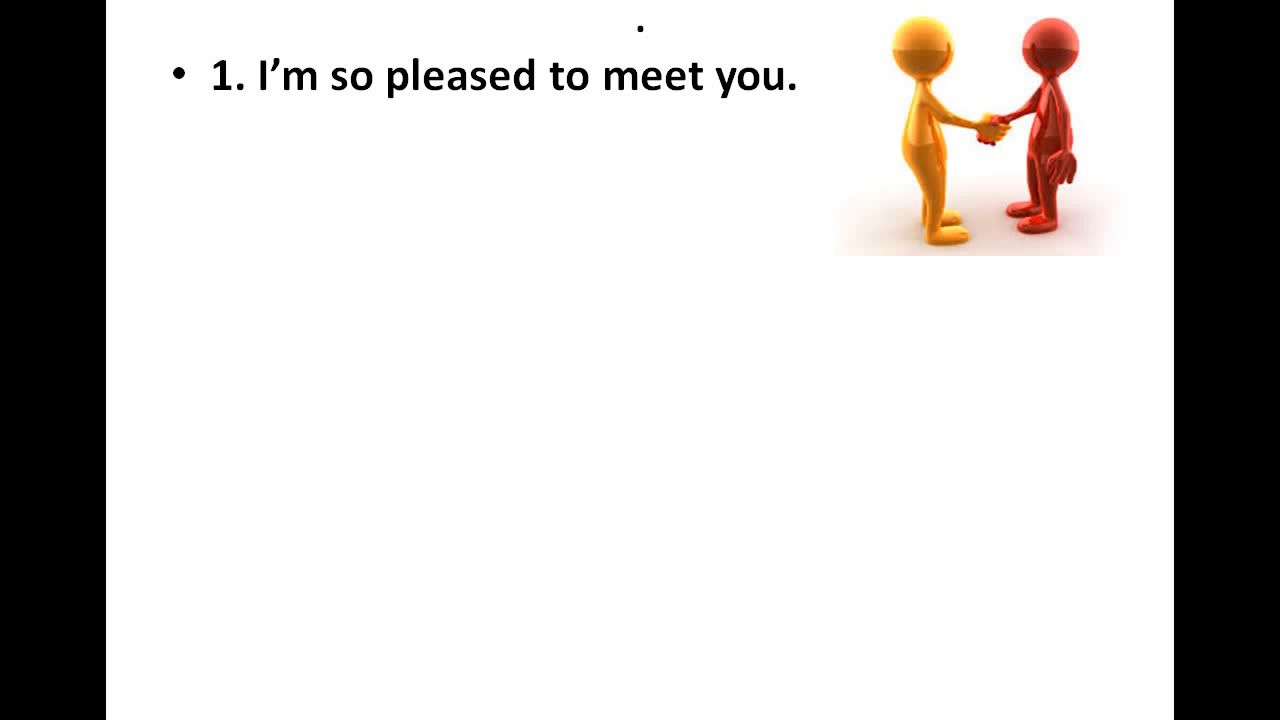 .
• 1. I’m so pleased to meet you.